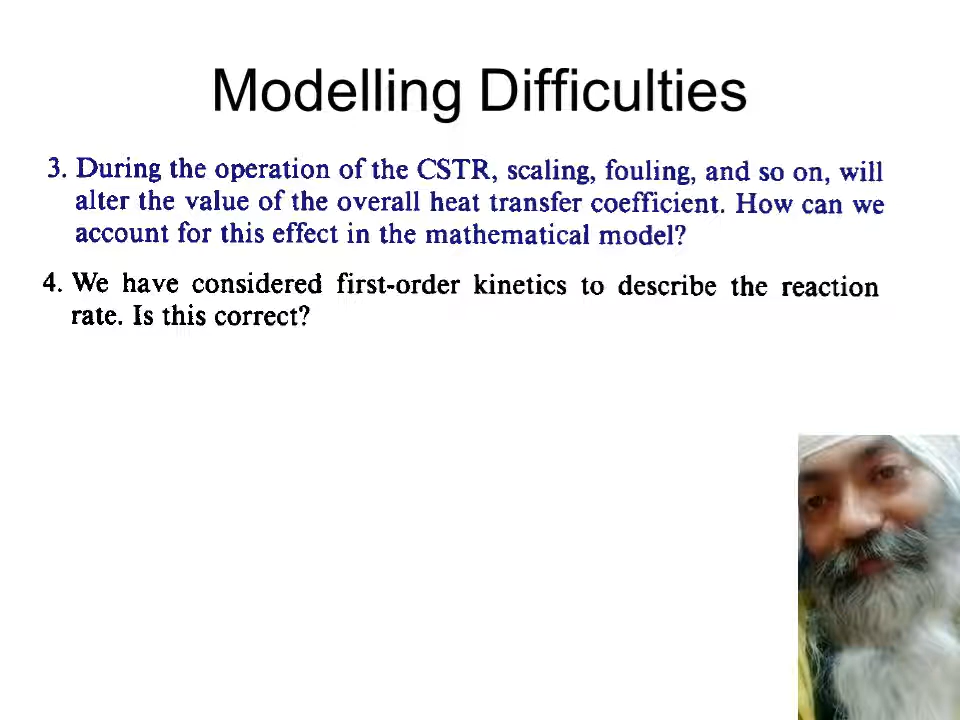 Modelling Difficulties
3. During the operation of the CSTR, scaling, fouling, and so on, will
alter the value of the overall heat transfer coefficient. How can we
account for this effect in the mathematical model?
4. We have considered first-order kinetics to describe the reaction
rate. Is this correct?